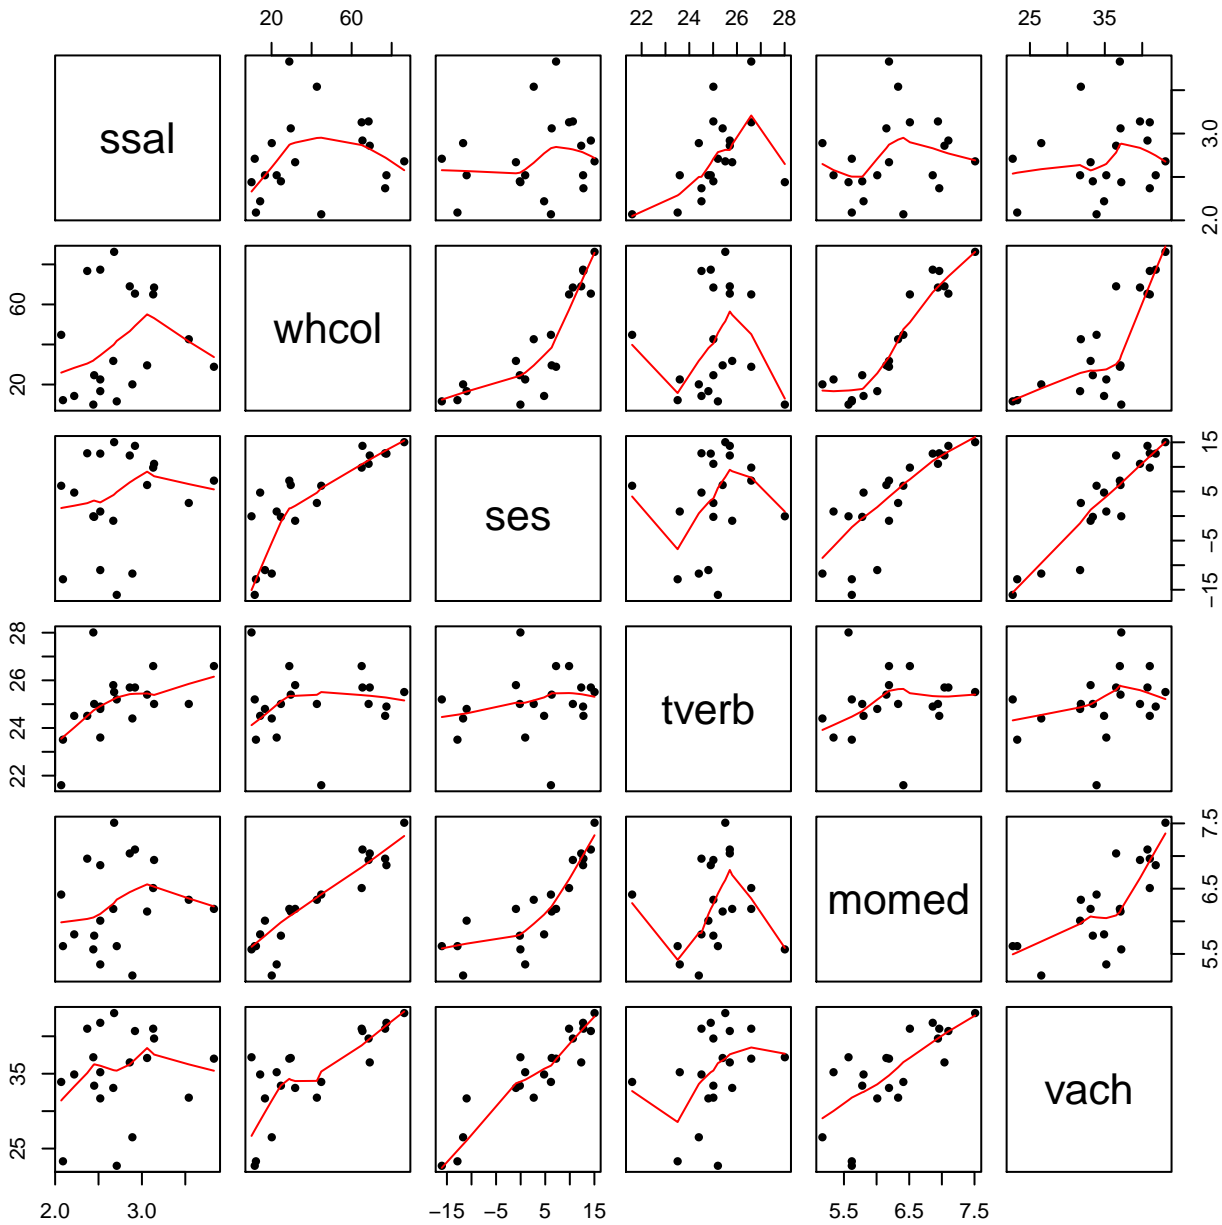 20 60 22 24 26 28 25 35
ssal 2.0 3.0
20 60 whcol
ses −15 −5 5 15
22 24 26 28 tverb
momed 5.5 6.5 7.5
25 35 vach
2.0 3.0 −15 −5 5 15 5.5 6.5 7.5